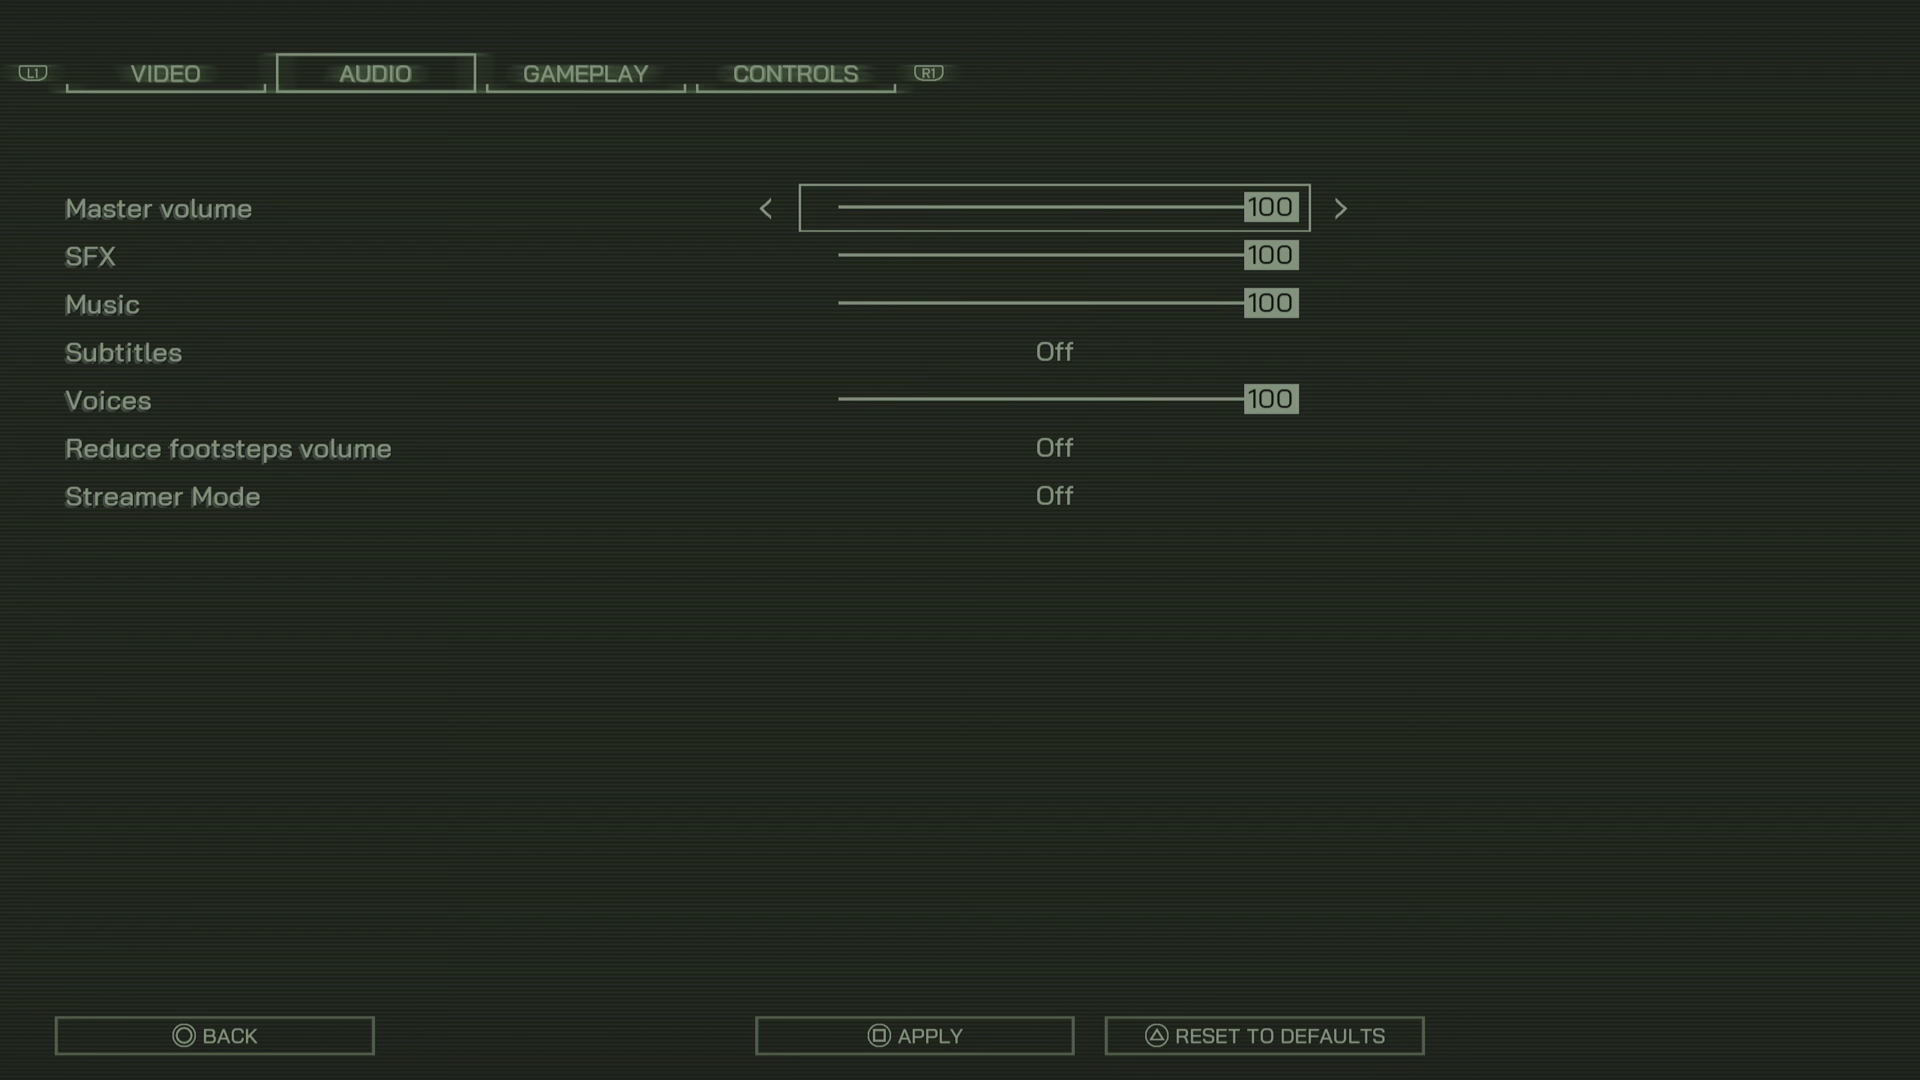 L1 VIDEO AUDIO GAMEPLAY CONTROLS R1
Master volume < 100 >
SFX 100
Music 100
Subtitles Off
Voices 100
Reduce footsteps volume Off
Streamer Mode Off
BACK APPLY RESET TO DEFAULTS